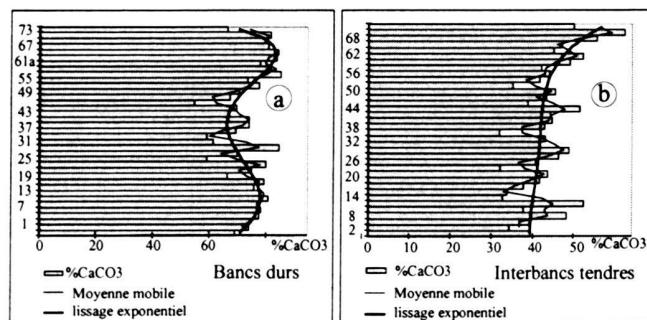 73
67
61a
55
49
43
37
31
25
19
13
7
1
0 20 40 60 %CaCO3
a
%CaCO3 Bancs durs
Moyenne mobile
lissage exponentiel
68
62
56
50
44
38
32
26
20
14
8
2
0 10 20 30 40 50 %CaCO3
b
%CaCO3 Interbancs tendres
Moyenne mobile
lissage exponentiel